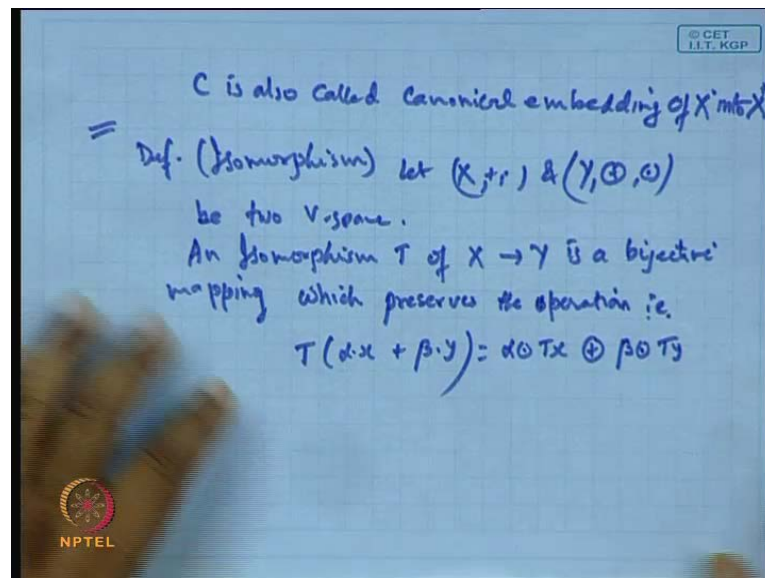 © CET
I.I.T. KGP
C is also called Canonical embedding of X into X
Def. (Isomorphism) Let (X, +, ·) & (Y, ⊕, ⊙)
be two V-space.
An Isomorphism T of X → Y is a bijective
mapping which preserves the operation i.e.
T(α·x + β·y) = α⊙Tx ⊕ β⊙Ty
NPTEL